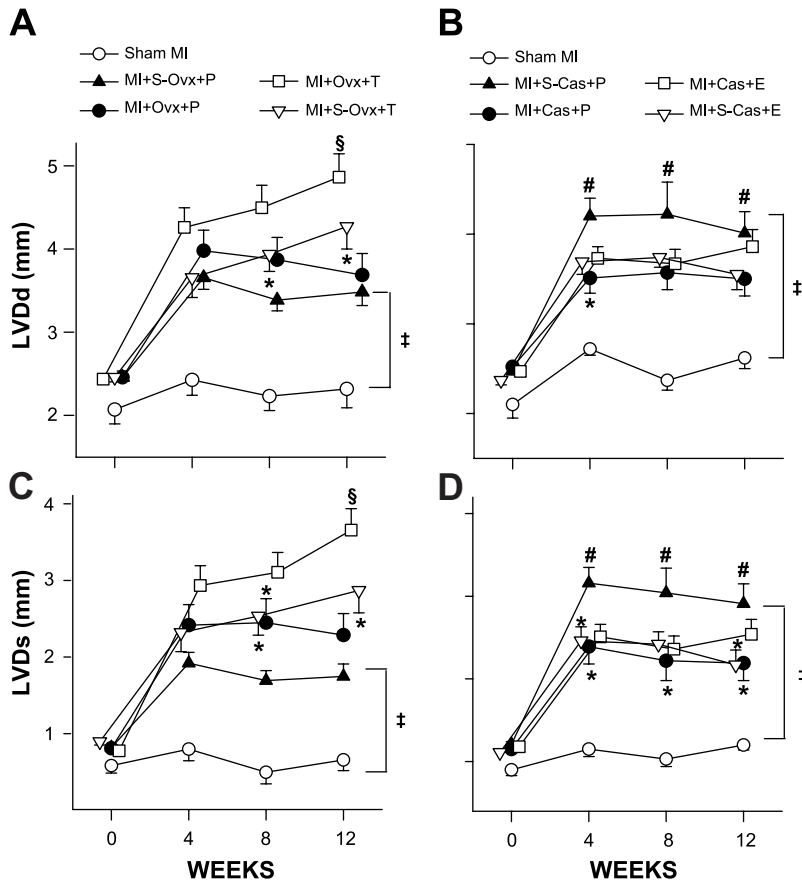 A
Sham MI
MI+S-Ovx+P
MI+Ovx+T
MI+Ovx+P
MI+S-Ovx+T
B
Sham MI
MI+S-Cas+P
MI+Cas+E
MI+Cas+P
MI+S-Cas+E
LVDd (mm)
5
4
3
2
§
*
*
‡
#
#
#
*
‡
C
LVDs (mm)
4
3
2
1
§
*
*
*
‡
0
4
8
12
WEEKS
D
#
#
#
*
*
*
*
*
0
4
8
12
WEEKS